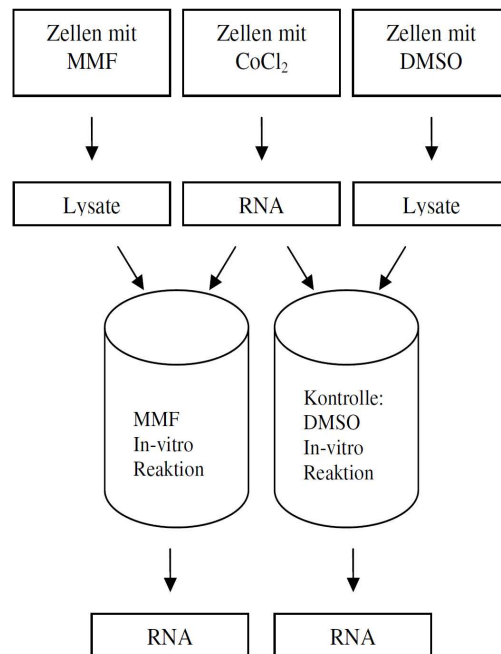 Zellen mit
MMF
Zellen mit
CoCl₂
Zellen mit
DMSO
Lysate
RNA
Lysate
MMF
In-vitro
Reaktion
Kontrolle:
DMSO
In-vitro
Reaktion
RNA
RNA